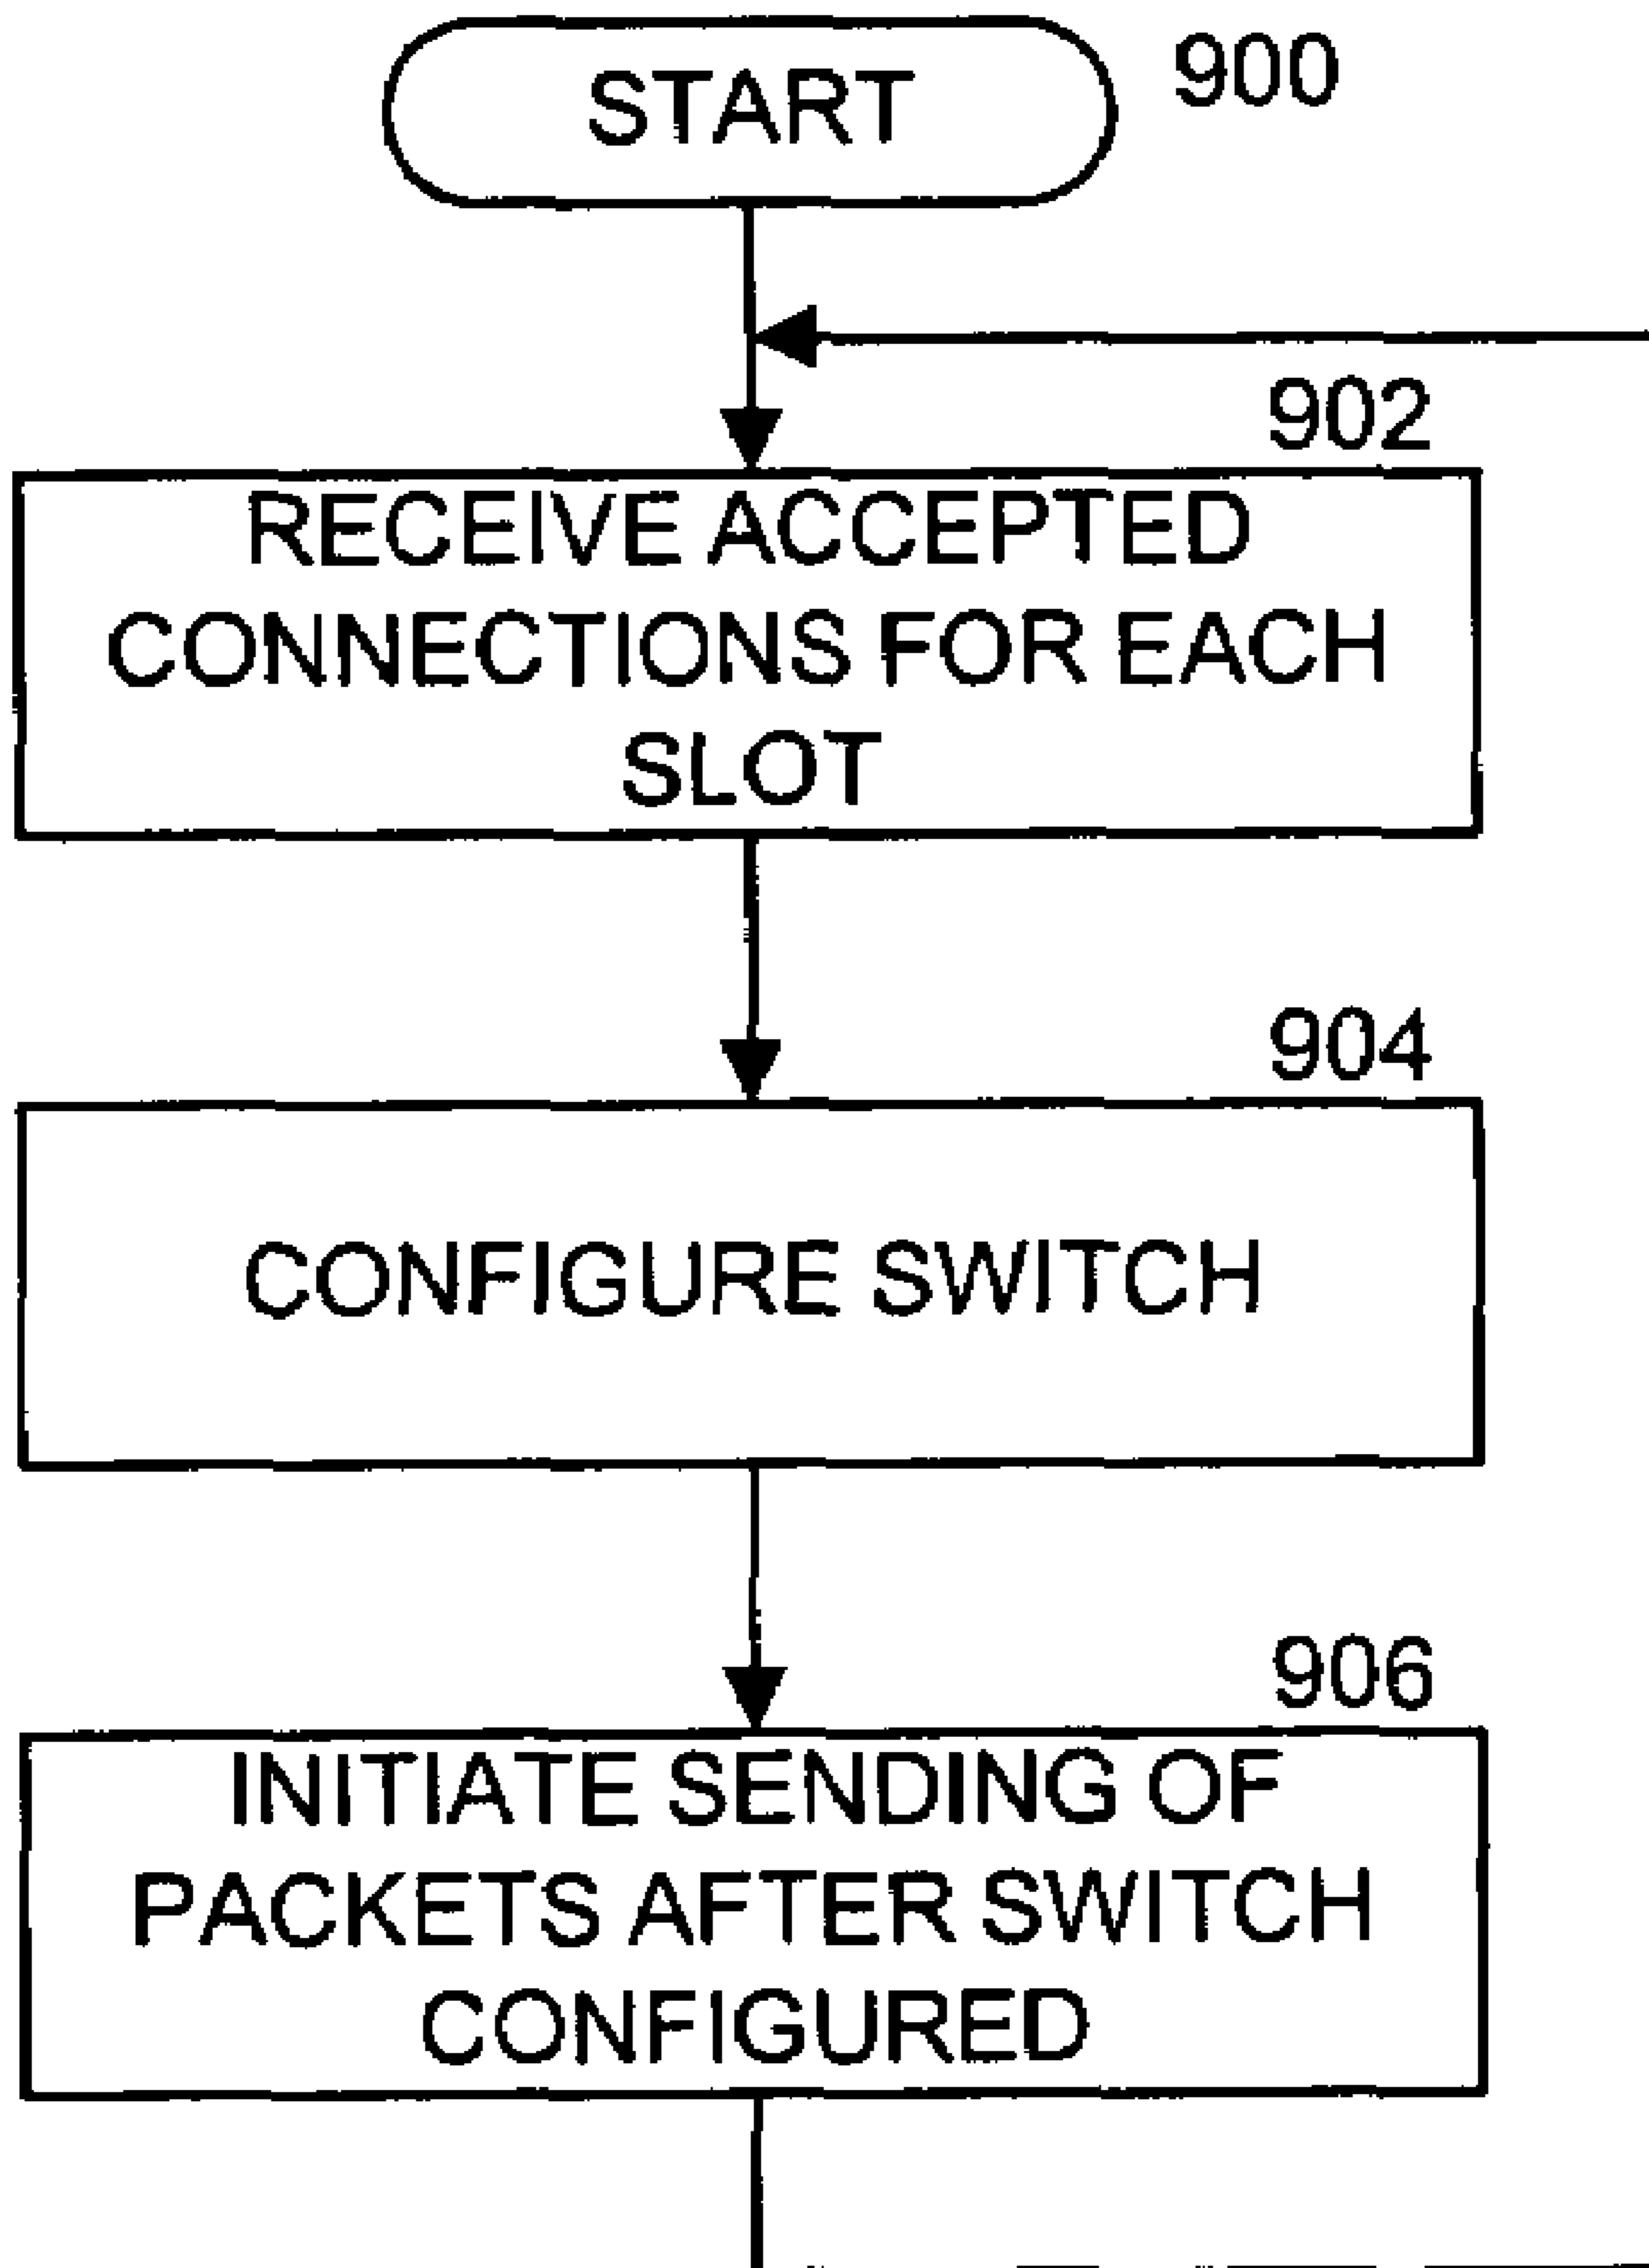 START
900
902
RECEIVE ACCEPTED
CONNECTIONS FOR EACH
SLOT
904
CONFIGURE SWITCH
906
INITIATE SENDING OF
PACKETS AFTER SWITCH
CONFIGURED